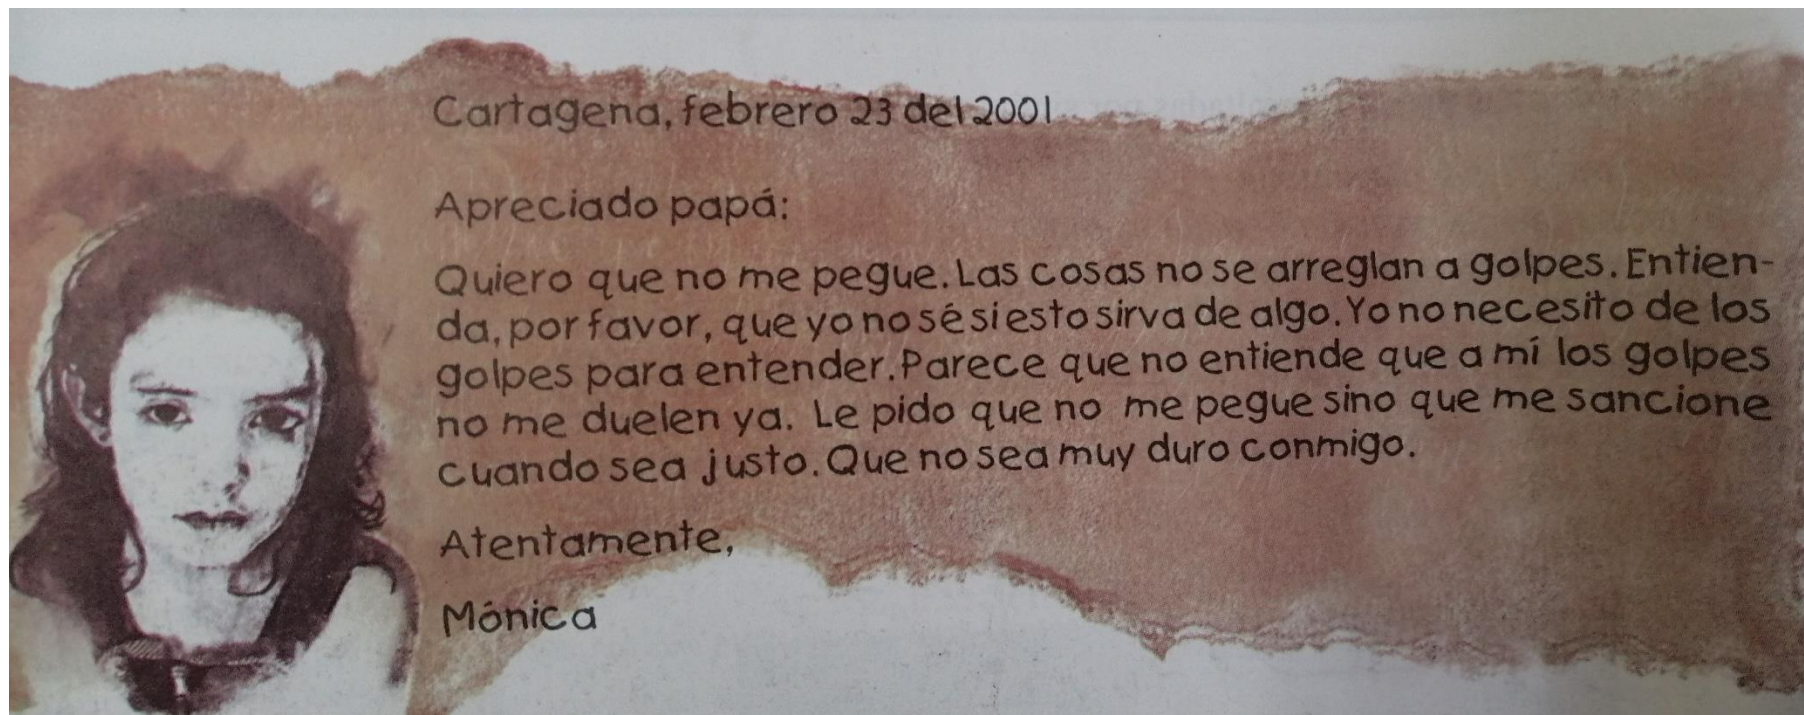 Cartagena, febrero 23 del 2001
Apreciado papá:
Quiero que no me pegue. Las cosas no se arreglan a golpes. Entien-
da, por favor, que yo no sé si esto sirva de algo. Yo no necesito de los
golpes para entender. Parece que no entiende que a mí los golpes
no me duelen ya. Le pido que no me pegue sino que me sancione
cuando sea justo. Que no sea muy duro conmigo.
Atentamente,
Mónica